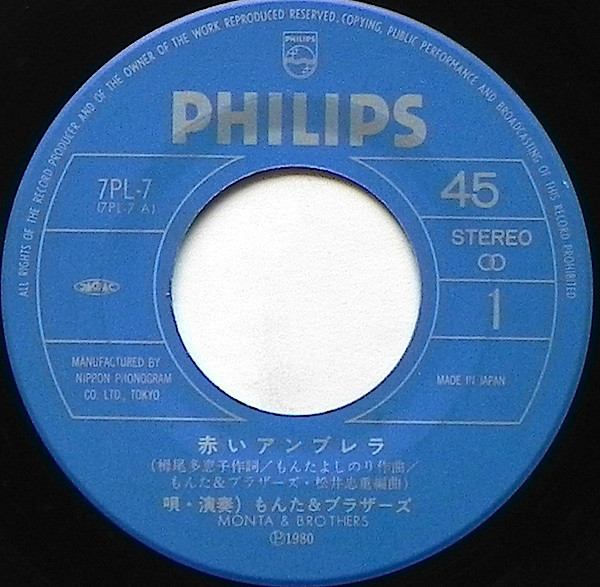 ALL RIGHTS OF THE RECORD PRODUCER AND OF THE OWNER OF THE WORK REPRODUCED RESERVED. COPYING, PUBLIC PERFORMANCE AND BROADCASTING OF THIS RECORD PROHIBITED
PHILIPS
PHILIPS
7PL-7
(7PL-7 A)
45
STEREO
1
MANUFACTURED BY
NIPPON PHONOGRAM
CO. LTD., TOKYO
MADE IN JAPAN
赤いアンブレラ
(栂尾多恵子作詞/もんたよしのり作曲/
もんた&ブラザーズ・松井忠重編曲)
唄・演奏) もんた&ブラザーズ
MONTA & BROTHERS
Ⓟ1980